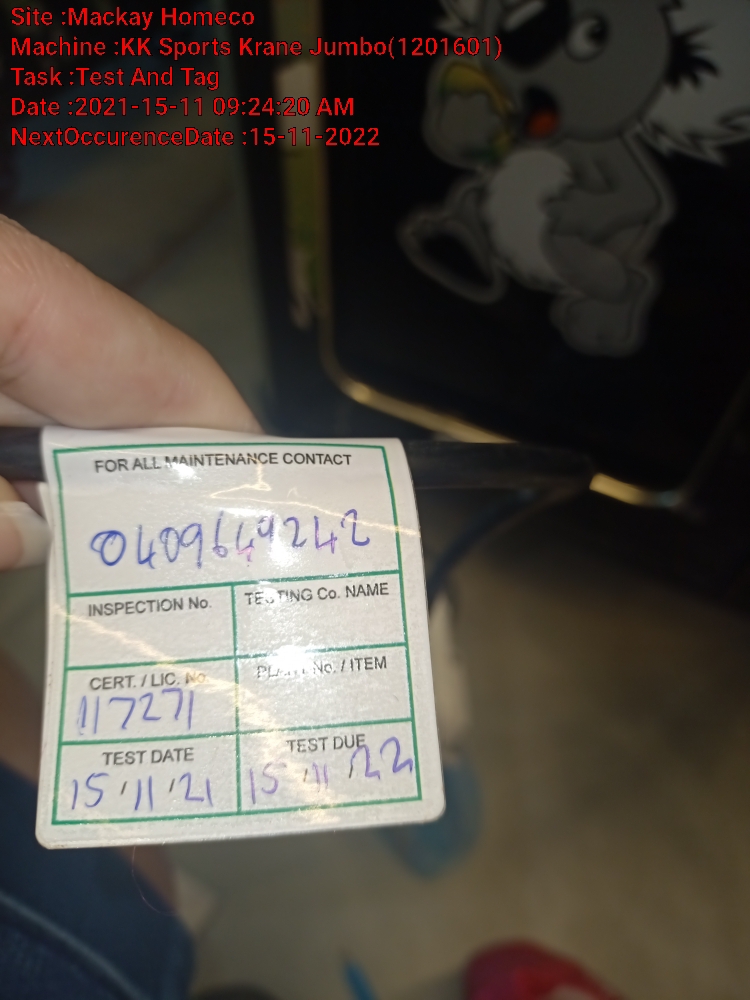 Site :Mackay Homeco
Machine :KK Sports Krane Jumbo(1201601)
Task :Test And Tag
Date :2021-15-11 09:24:20 AM
NextOccurenceDate :15-11-2022
FOR ALL MAINTENANCE CONTACT
0409649242
INSPECTION No.
TESTING Co. NAME
CERT. / LIC. No
117271
PLANT No. / ITEM
TEST DATE
15/11/21
TEST DUE
15/11/22